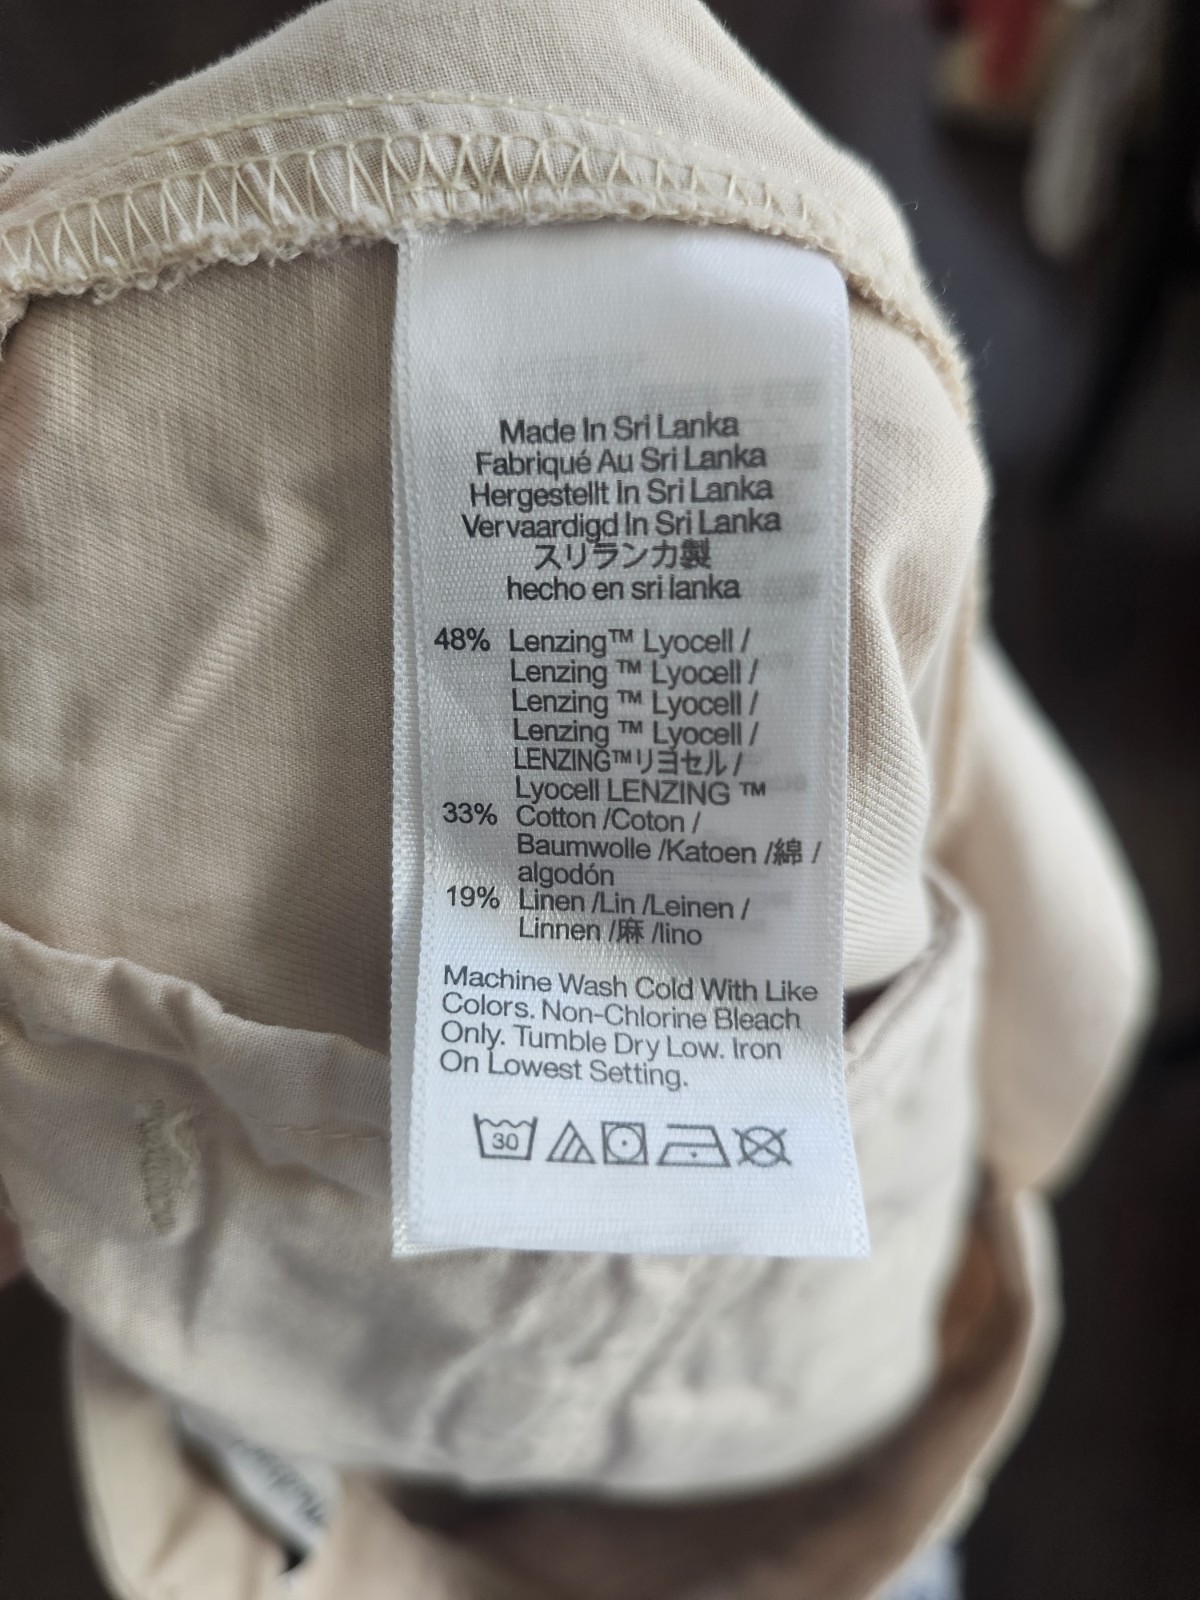 Made In Sri Lanka
Fabriqué Au Sri Lanka
Hergestellt In Sri Lanka
Vervaardigd In Sri Lanka
スリランカ製
hecho en sri lanka
48% Lenzing™ Lyocell /
Lenzing ™ Lyocell /
Lenzing ™ Lyocell /
Lenzing ™ Lyocell /
LENZING™リヨセル /
Lyocell LENZING ™
33% Cotton /Coton /
Baumwolle /Katoen /綿 /
algodón
19% Linen /Lin /Leinen /
Linnen /麻 /lino
Machine Wash Cold With Like
Colors. Non-Chlorine Bleach
Only. Tumble Dry Low. Iron
On Lowest Setting.
30